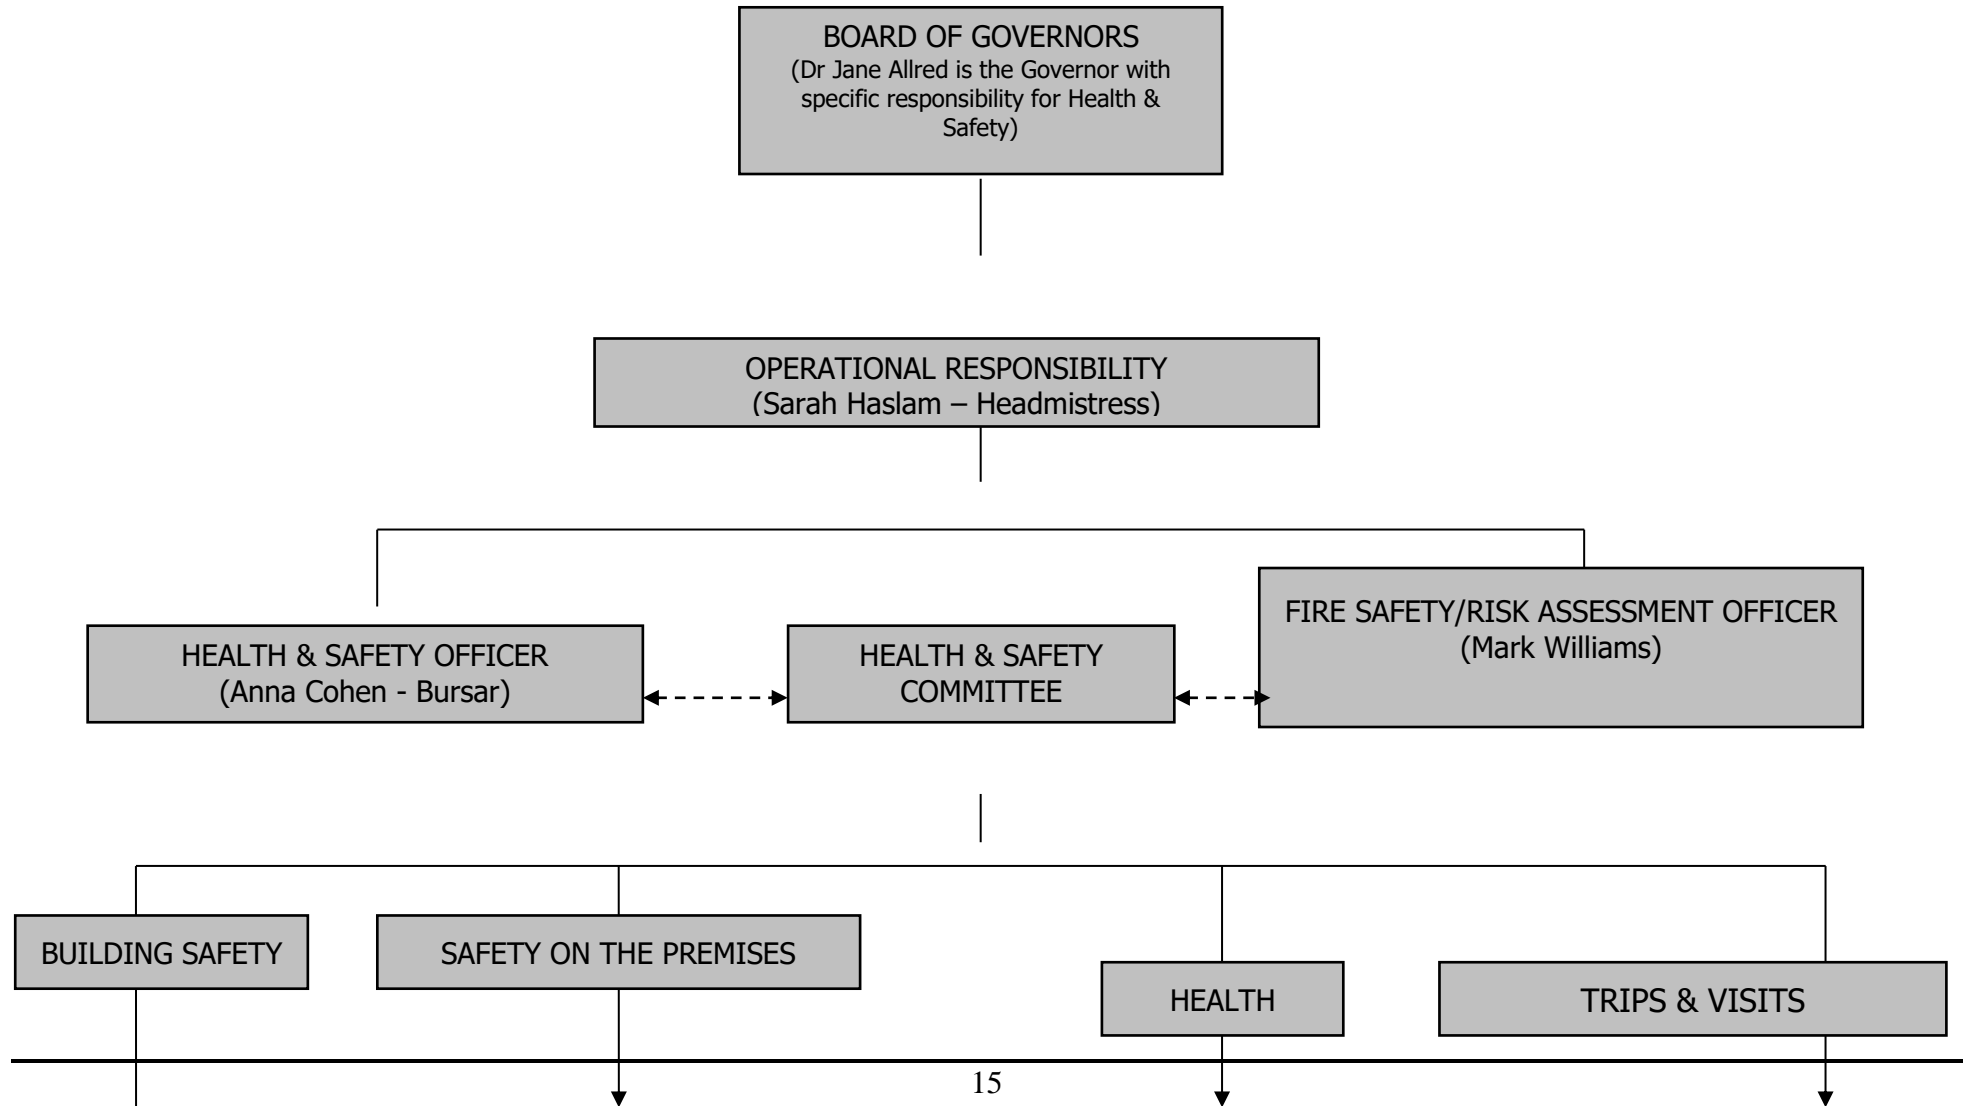 BOARD OF GOVERNORS
(Dr Jane Allred is the Governor with
specific responsibility for Health &
Safety)
OPERATIONAL RESPONSIBILITY
(Sarah Haslam – Headmistress)
HEALTH & SAFETY OFFICER
(Anna Cohen - Bursar)
HEALTH & SAFETY
COMMITTEE
FIRE SAFETY/RISK ASSESSMENT OFFICER
(Mark Williams)
BUILDING SAFETY
SAFETY ON THE PREMISES
HEALTH
TRIPS & VISITS
15